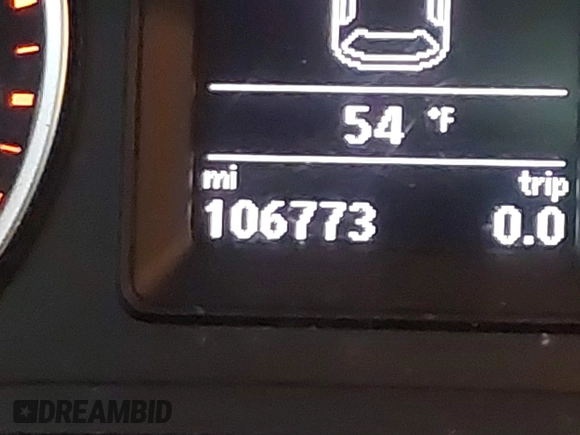 54 °F
mi trip
106773 0.0
DREAMBID